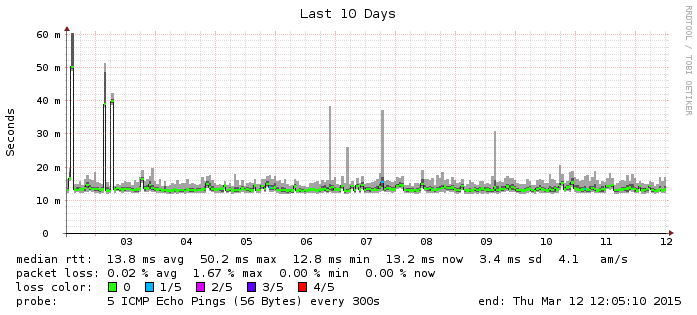 Last 10 Days
RRDTOOL / TOBI OETIKER
Seconds
60 m
50 m
40 m
30 m
20 m
10 m
0
03 04 05 06 07 08 09 10 11 12
median rtt: 13.8 ms avg 50.2 ms max 12.8 ms min 13.2 ms now 3.4 ms sd 4.1 am/s
packet loss: 0.02 % avg 1.67 % max 0.00 % min 0.00 % now
loss color: 0 1/5 2/5 3/5 4/5
probe: 5 ICMP Echo Pings (56 Bytes) every 300s end: Thu Mar 12 12:05:10 2015